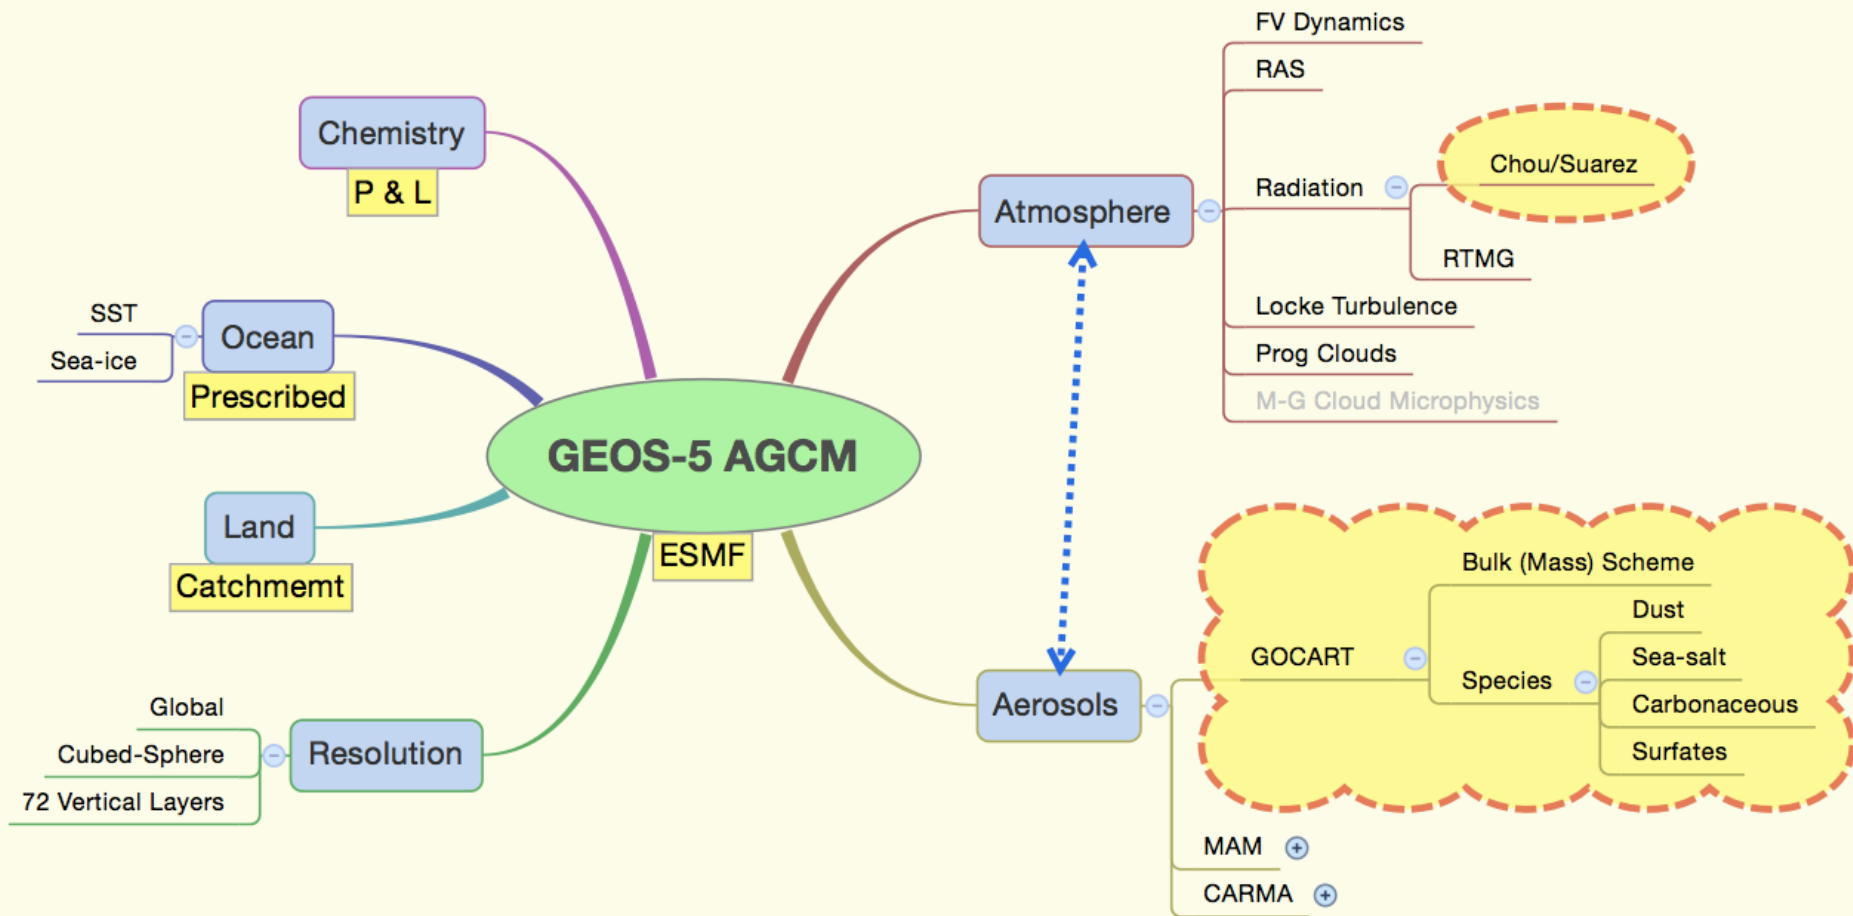 FV Dynamics
RAS
Chemistry
P & L
Chou/Suarez
Radiation
Atmosphere
RTMG
SST
Ocean
Sea-ice
Prescribed
Locke Turbulence
Prog Clouds
M-G Cloud Microphysics
GEOS-5 AGCM
ESMF
Land
Catchmemt
Bulk (Mass) Scheme
Dust
GOCART
Sea-salt
Species
Carbonaceous
Surfates
Aerosols
Global
Cubed-Sphere
Resolution
72 Vertical Layers
MAM
CARMA